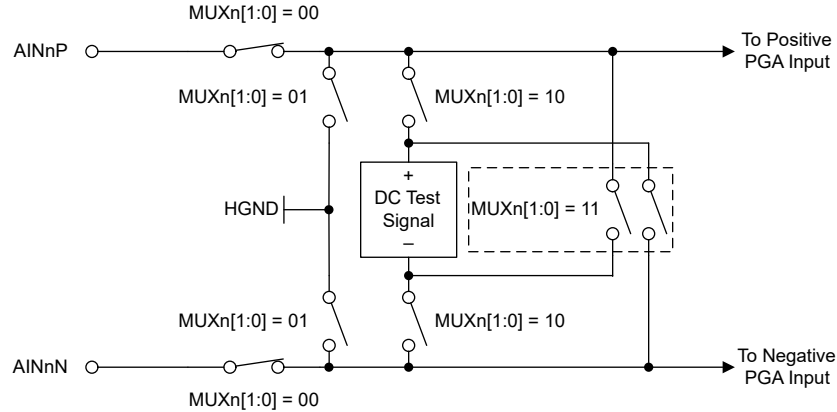 MUXn[1:0] = 00
AINnP
To Positive
PGA Input
MUXn[1:0] = 01
MUXn[1:0] = 10
+
DC Test
Signal
–
HGND
MUXn[1:0] = 11
MUXn[1:0] = 01
MUXn[1:0] = 10
AINnN
To Negative
PGA Input
MUXn[1:0] = 00